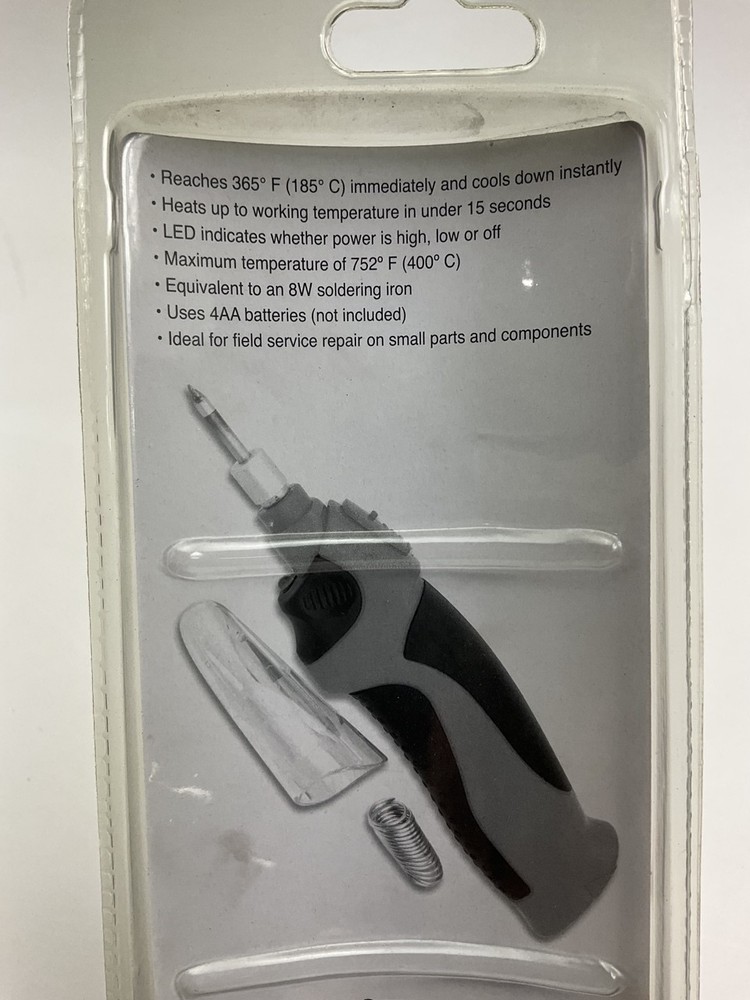 • Reaches 365° F (185° C) immediately and cools down instantly
• Heats up to working temperature in under 15 seconds
• LED indicates whether power is high, low or off
• Maximum temperature of 752° F (400° C)
• Equivalent to an 8W soldering iron
• Uses 4AA batteries (not included)
• Ideal for field service repair on small parts and components